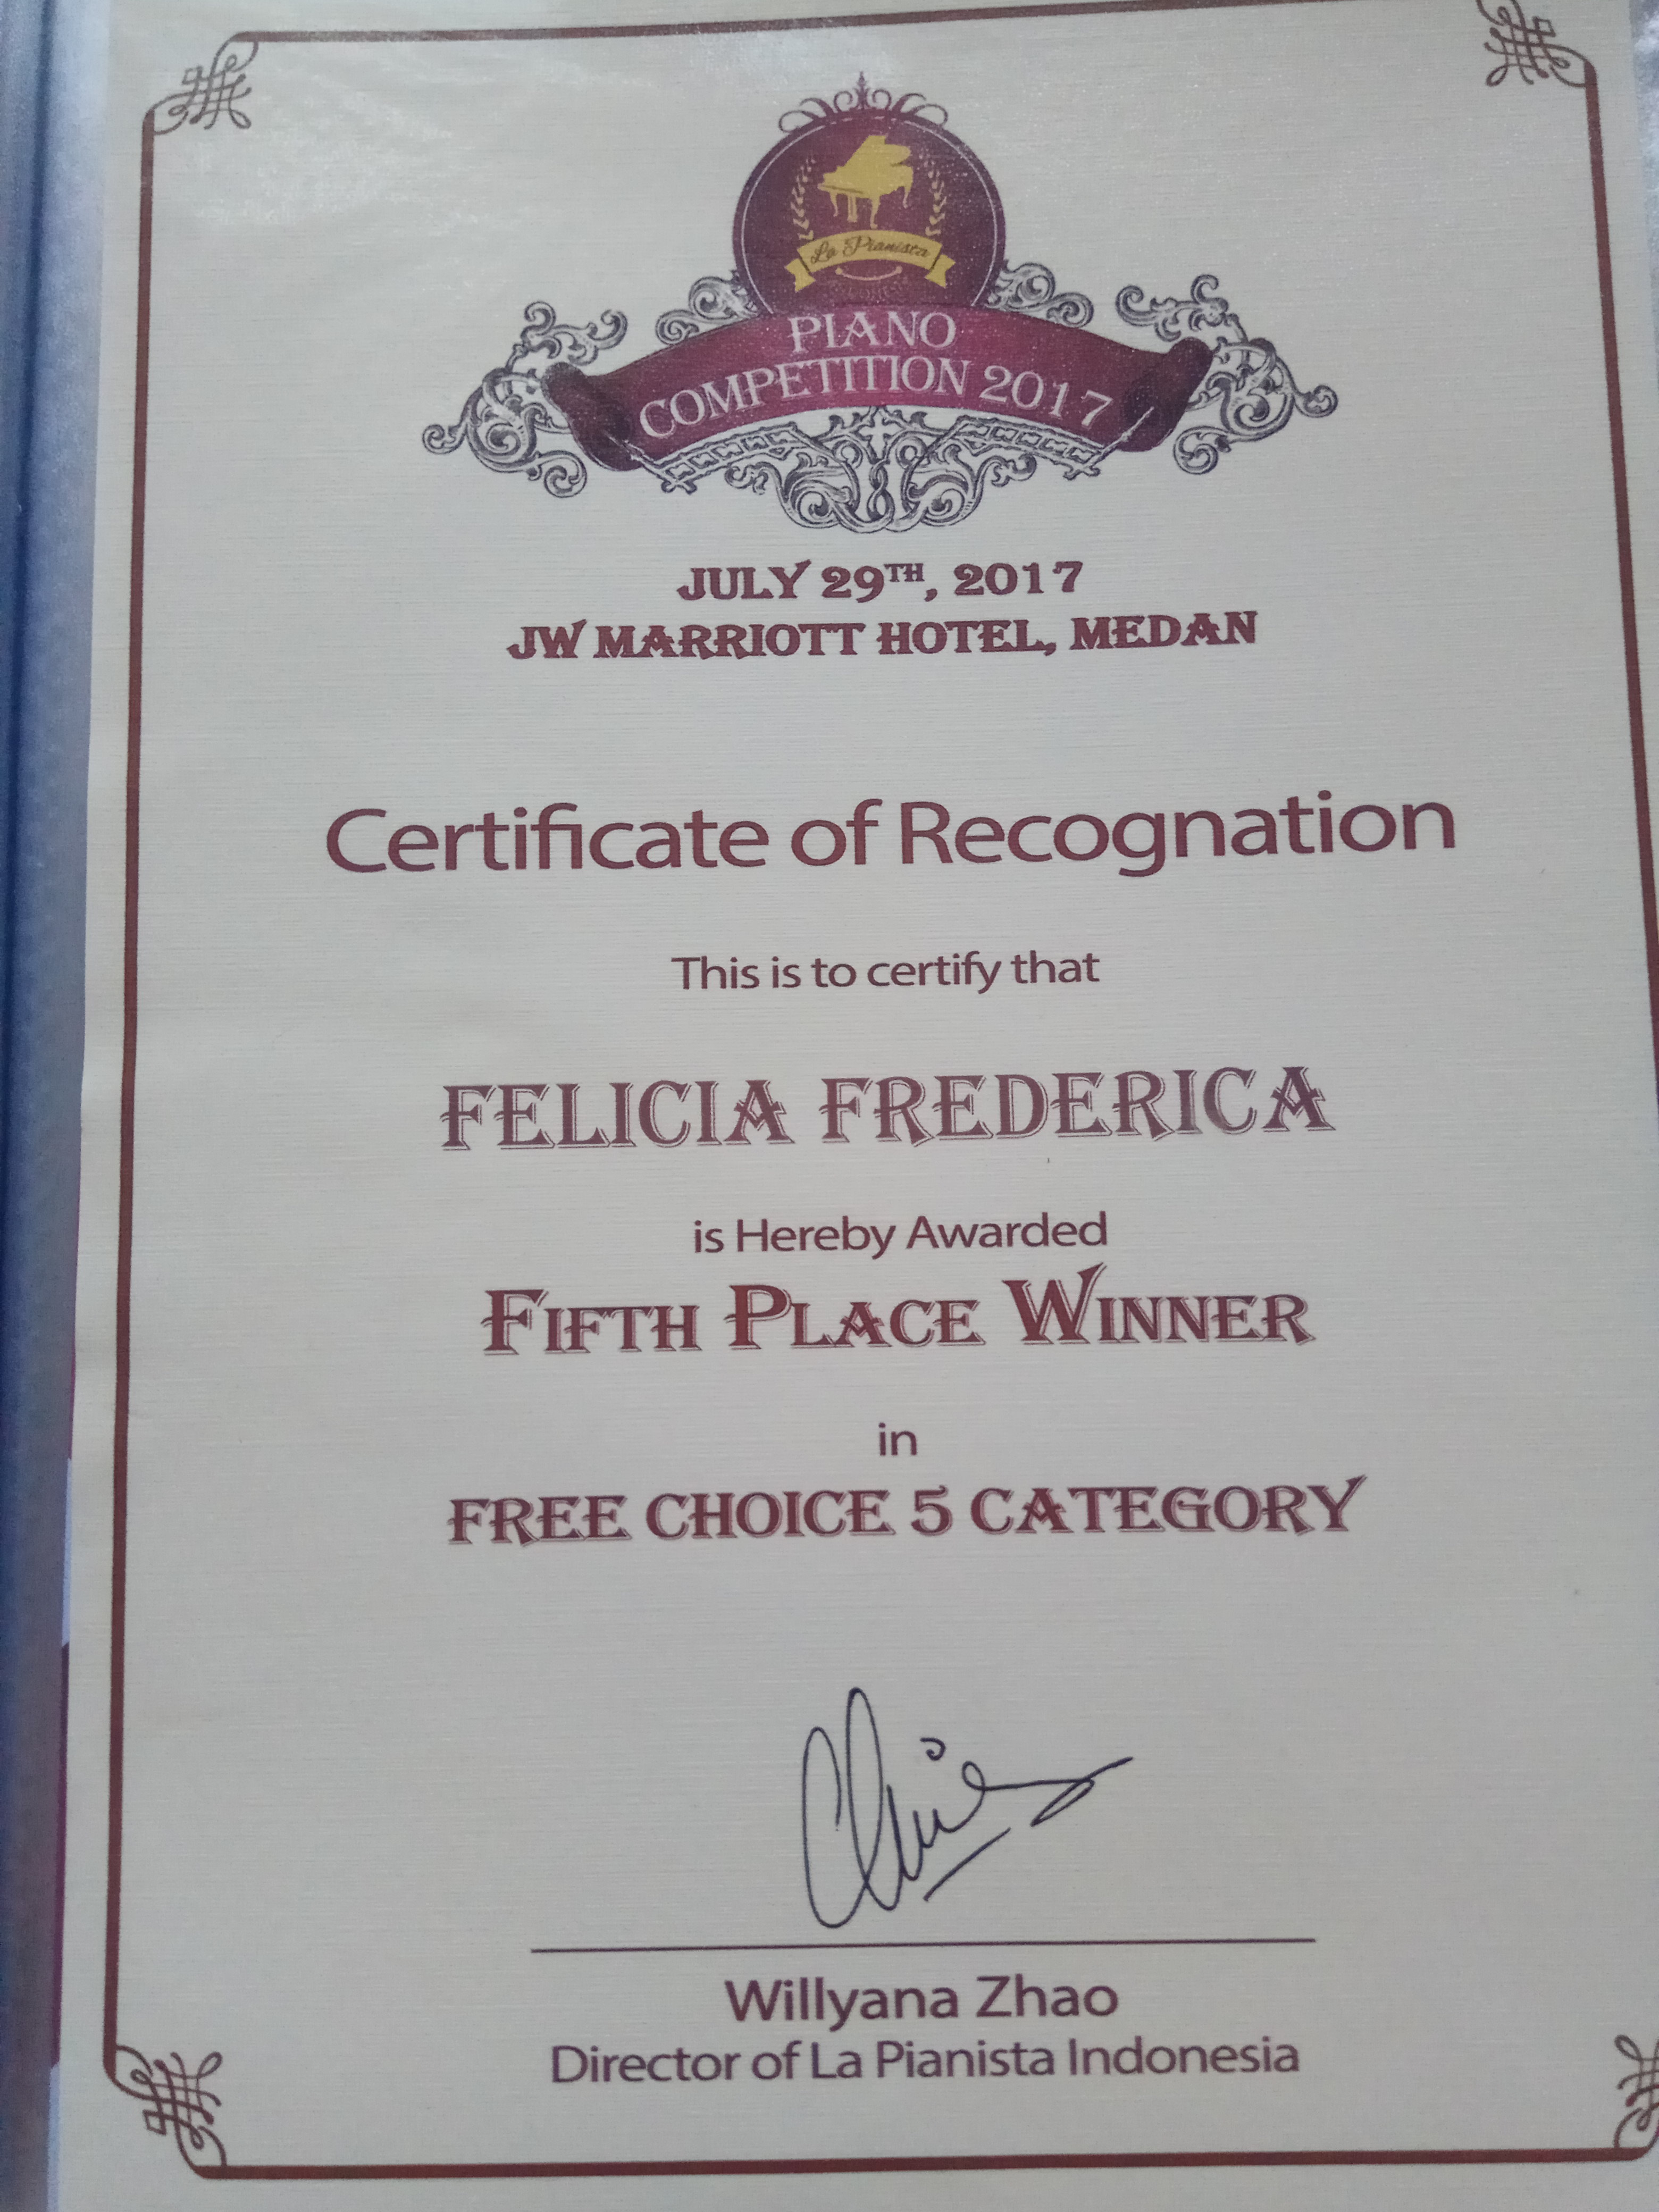 La Pianista
PIANO
COMPETITION 2017
JULY 29TH, 2017
JW MARRIOTT HOTEL, MEDAN
Certificate of Recognation
This is to certify that
FELICIA FREDERICA
is Hereby Awarded
FIFTH PLACE WINNER
in
FREE CHOICE 5 CATEGORY
Willyana Zhao
Director of La Pianista Indonesia